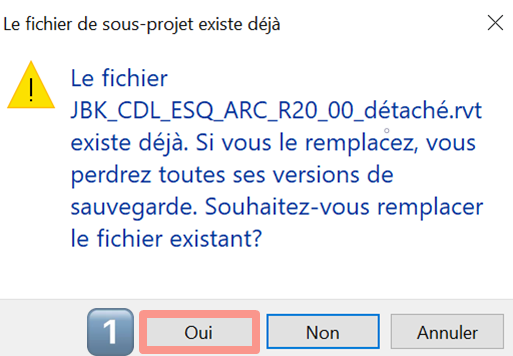 Le fichier de sous-projet existe déjà
Le fichier
JBK_CDL_ESQ_ARC_R20_00_détaché.rvt
existe déjà. Si vous le remplacez, vous
perdrez toutes ses versions de
sauvegarde. Souhaitez-vous remplacer
le fichier existant?
1 Oui Non Annuler